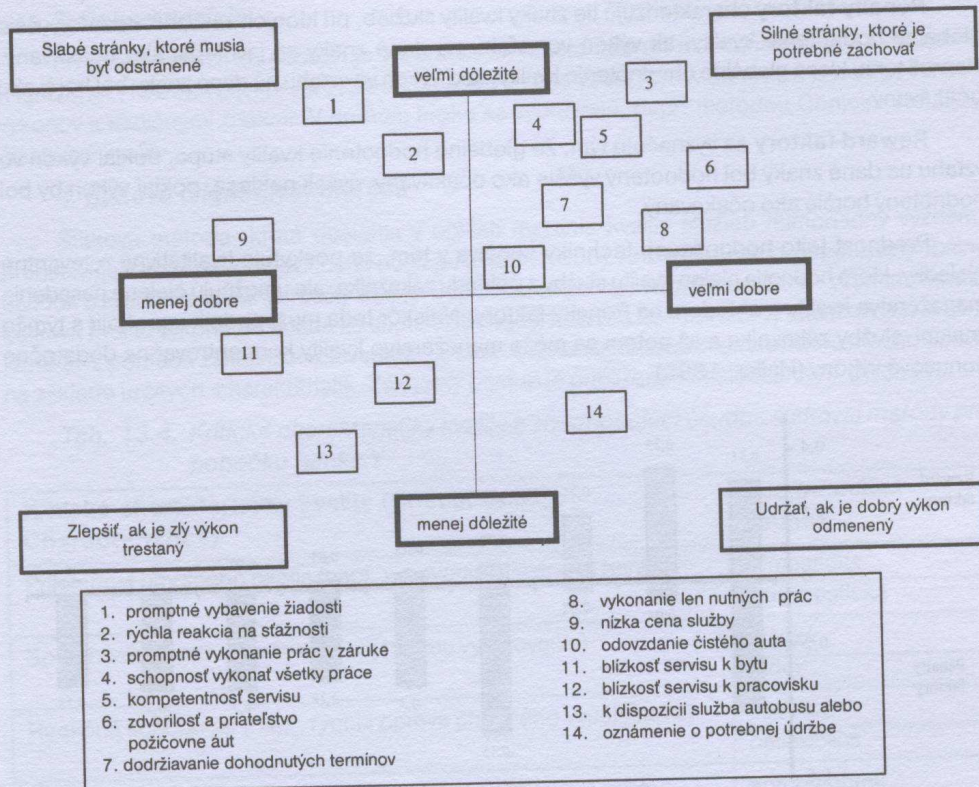 Slabé stránky, ktoré musia
byť odstránené
veľmi dôležité
Silné stránky, ktoré je
potrebné zachovať
1
2
3
4
5
6
7
8
9
10
menej dobre
veľmi dobre
11
12
13
14
Zlepšiť, ak je zlý výkon
trestaný
menej dôležité
Udržať, ak je dobrý výkon
odmenený
1. promptné vybavenie žiadosti
2. rýchla reakcia na sťažnosti
3. promptné vykonanie prác v záruke
4. schopnosť vykonať všetky práce
5. kompetentnosť servisu
6. zdvorilosť a priateľstvo
požičovne áut
7. dodržiavanie dohodnutých termínov
8. vykonanie len nutných prác
9. nízka cena služby
10. odovzdanie čistého auta
11. blízkosť servisu k bytu
12. blízkosť servisu k pracovisku
13. k dispozícii služba autobusu alebo
14. oznámenie o potrebnej údržbe